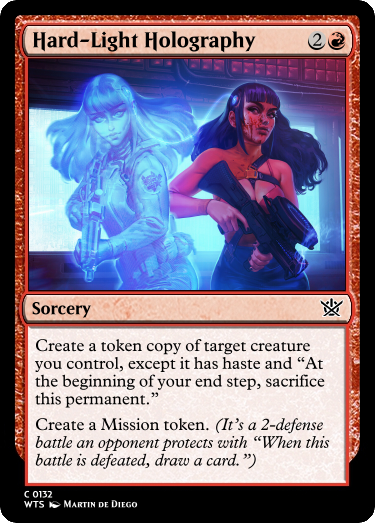 Hard-Light Holography 2
Sorcery
Create a token copy of target creature
you control, except it has haste and “At
the beginning of your end step, sacrifice
this permanent.”
Create a Mission token. (It’s a 2-defense
battle an opponent protects with “When this
battle is defeated, draw a card.”)
C 0132
WTS Martin de Diego